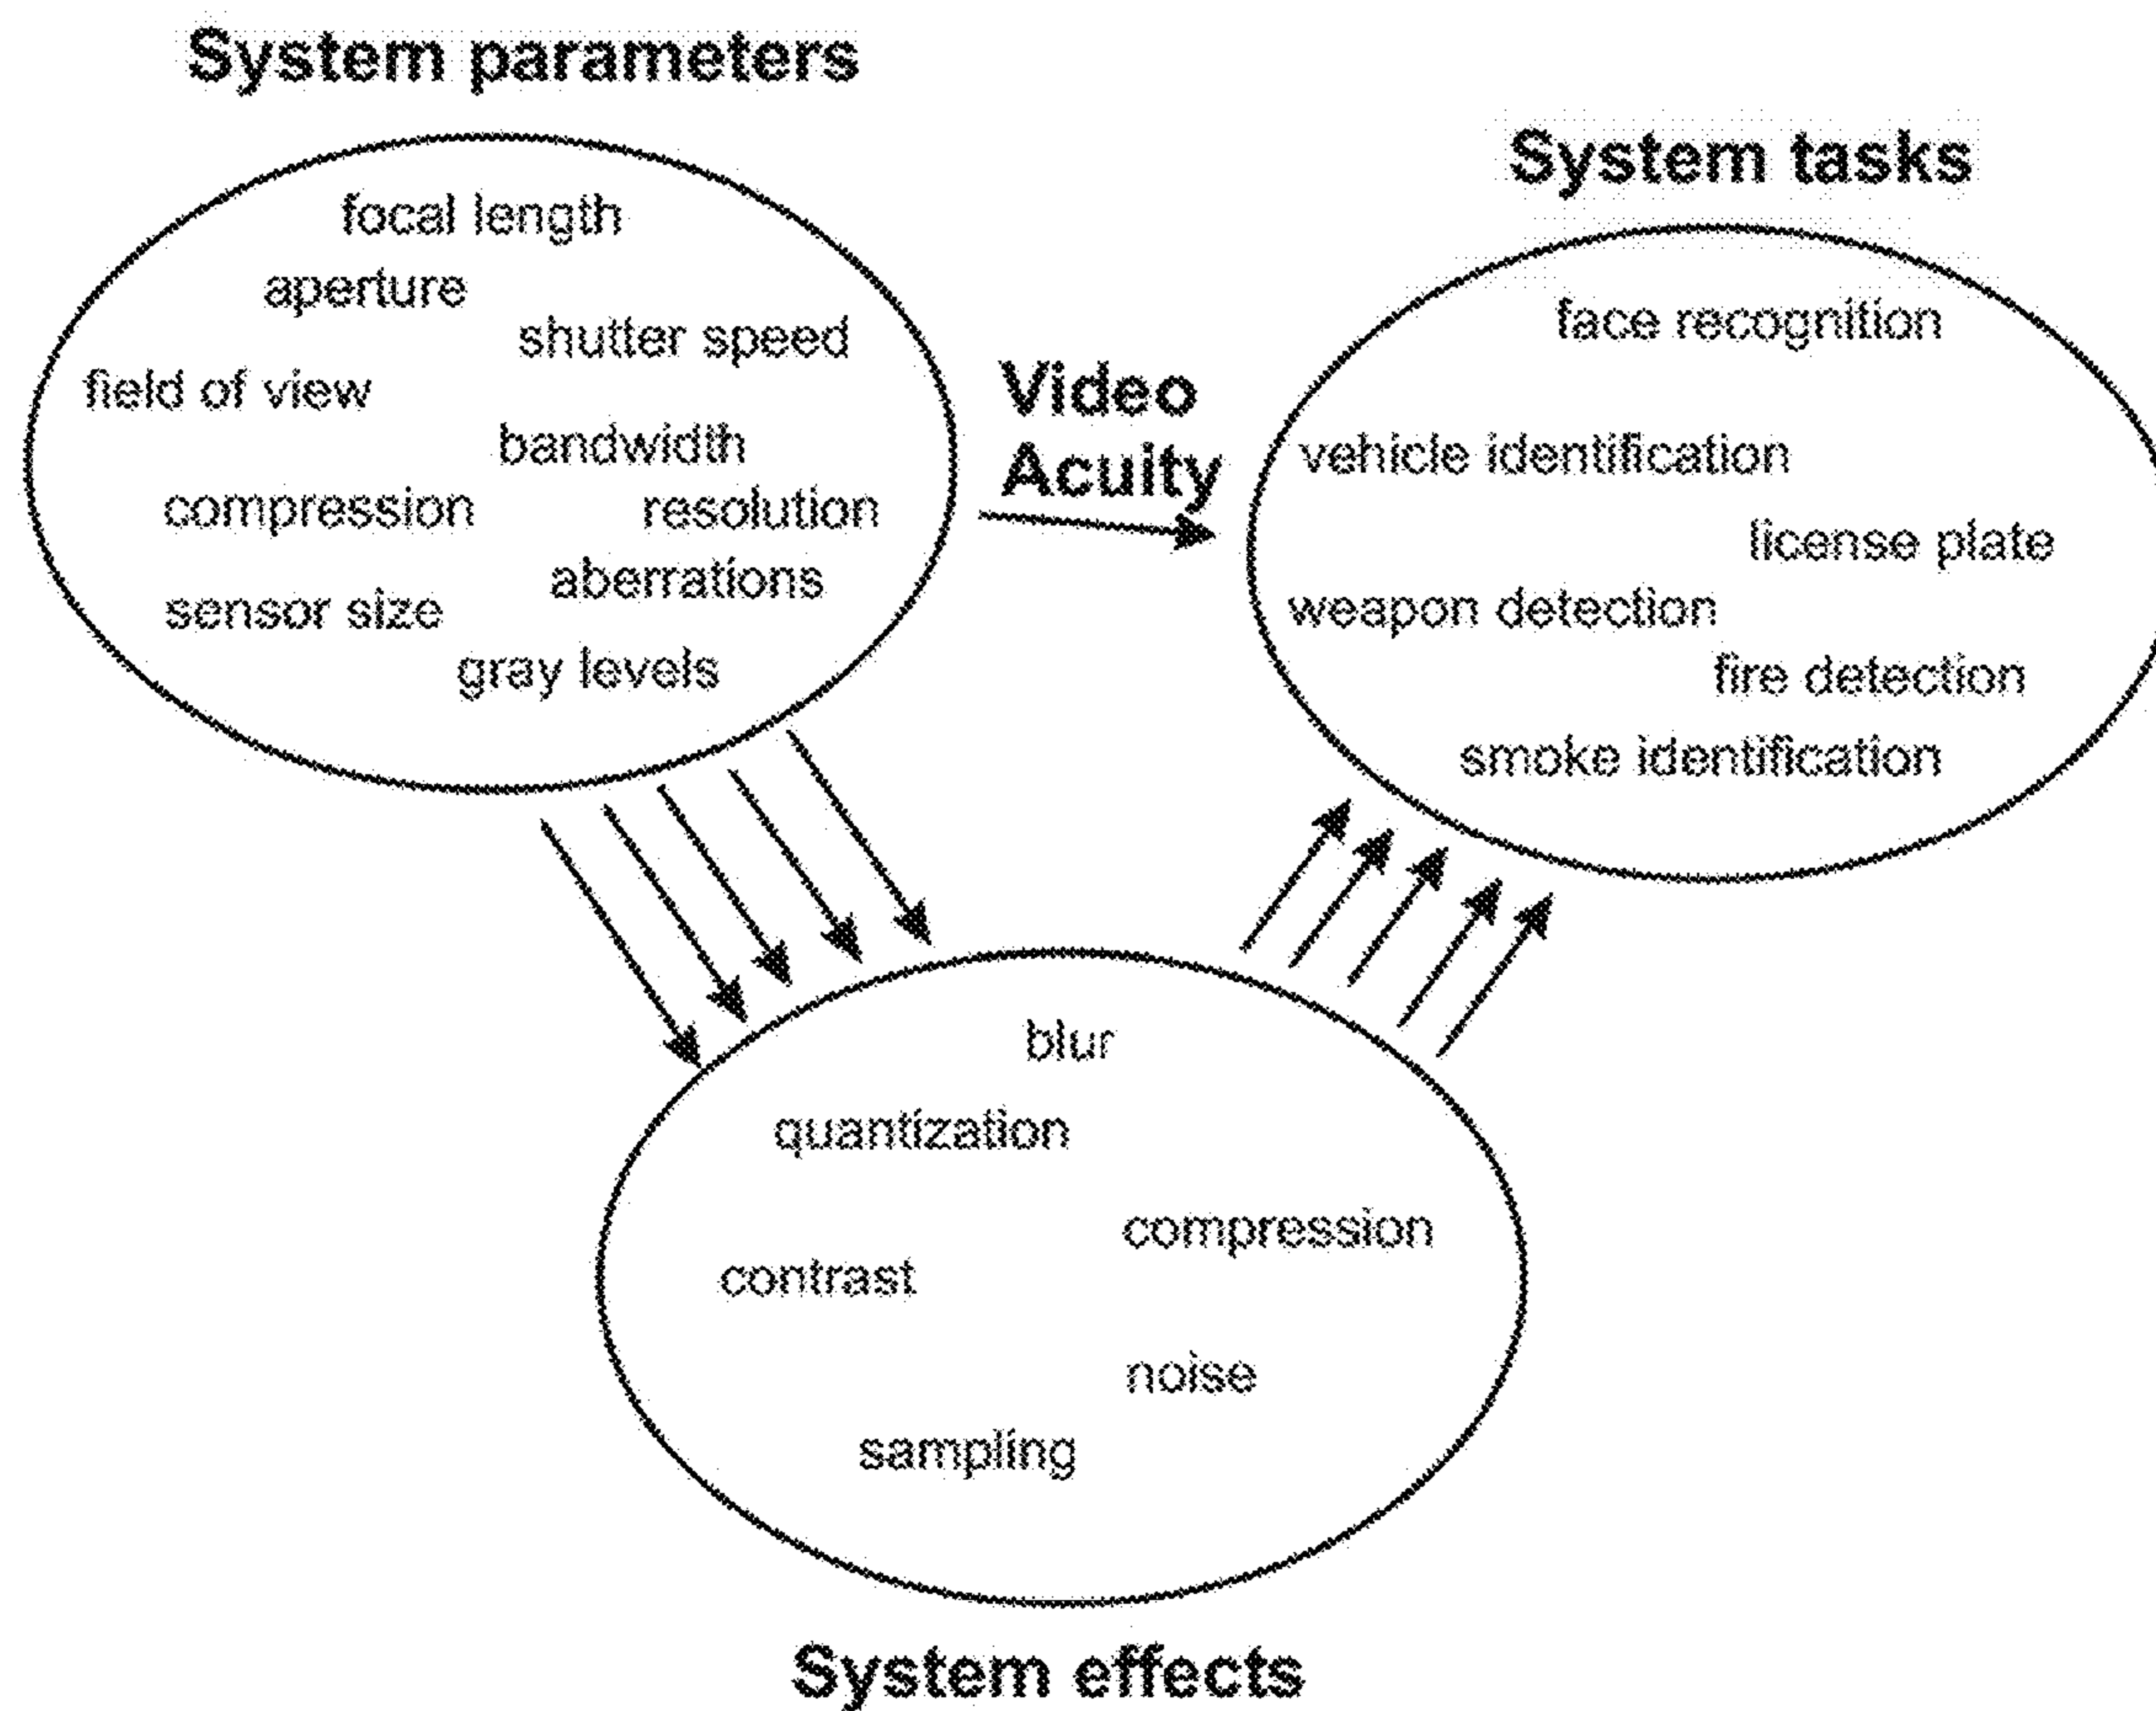 System parameters
focal length
aperture
shutter speed
field of view
bandwidth
compression
resolution
aberrations
sensor size
gray levels
Video
Acuity
System tasks
face recognition
vehicle identification
license plate
weapon detection
fire detection
smoke identification
blur
quantization
compression
contrast
noise
sampling
System effects